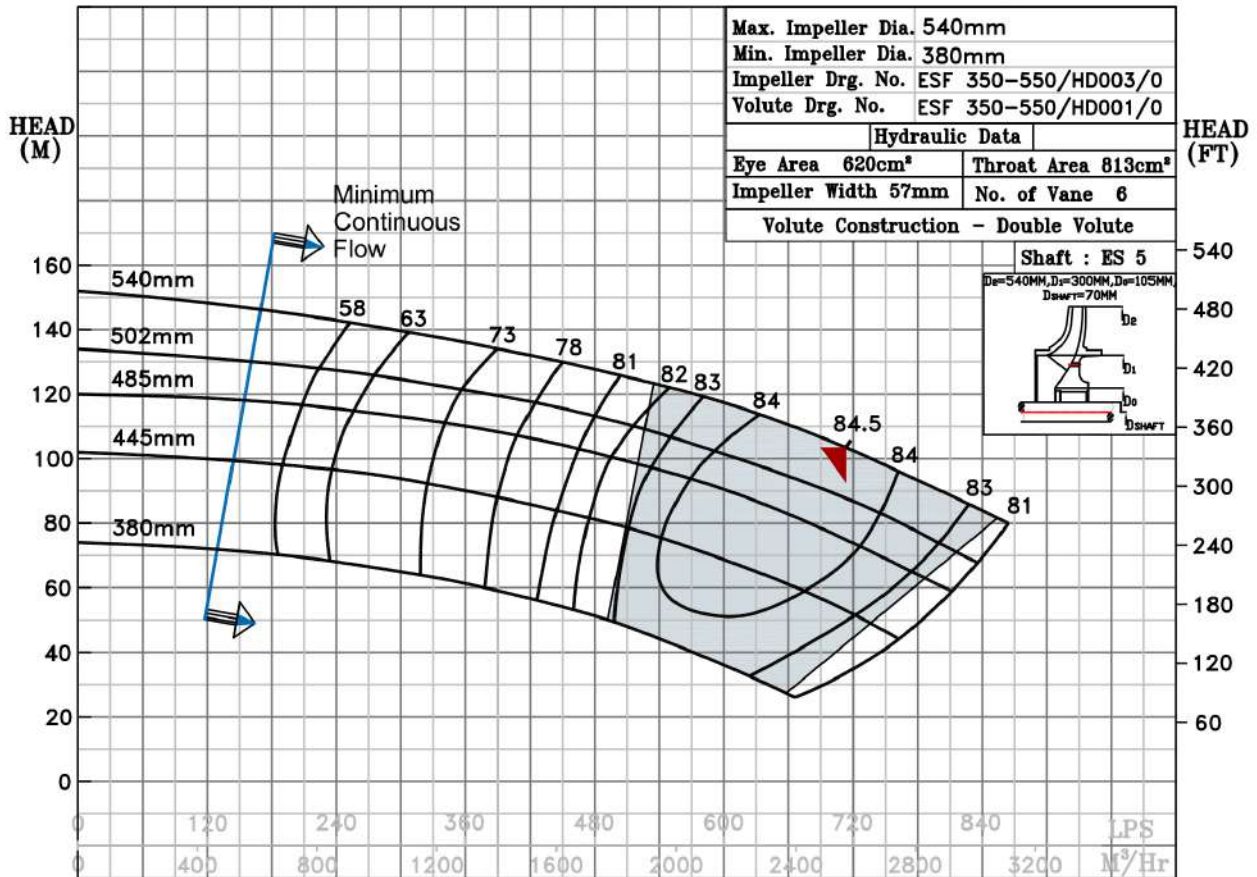 Max. Impeller Dia. 540mm
Min. Impeller Dia. 380mm
Impeller Drg. No. ESF 350-550/HD003/0
Volute Drg. No. ESF 350-550/HD001/0
Hydraulic Data
Eye Area 620cm² Throat Area 813cm²
Impeller Width 57mm No. of Vane 6
Volute Construction - Double Volute
Shaft : ES 5
D2=540MM,D1=300MM,D0=105MM,
DSHAFT=70MM
D2
D1
D0
DSHAFT
HEAD
(M)
HEAD
(FT)
Minimum
Continuous
Flow
160
140
120
100
80
60
40
20
0
540mm
502mm
485mm
445mm
380mm
58
63
73
78
81
82
83
84
84.5
84
83
81
540
480
420
360
300
240
180
120
60
0 120 240 360 480 600 720 840 LPS
0 400 800 1200 1600 2000 2400 2800 3200 M³/Hr